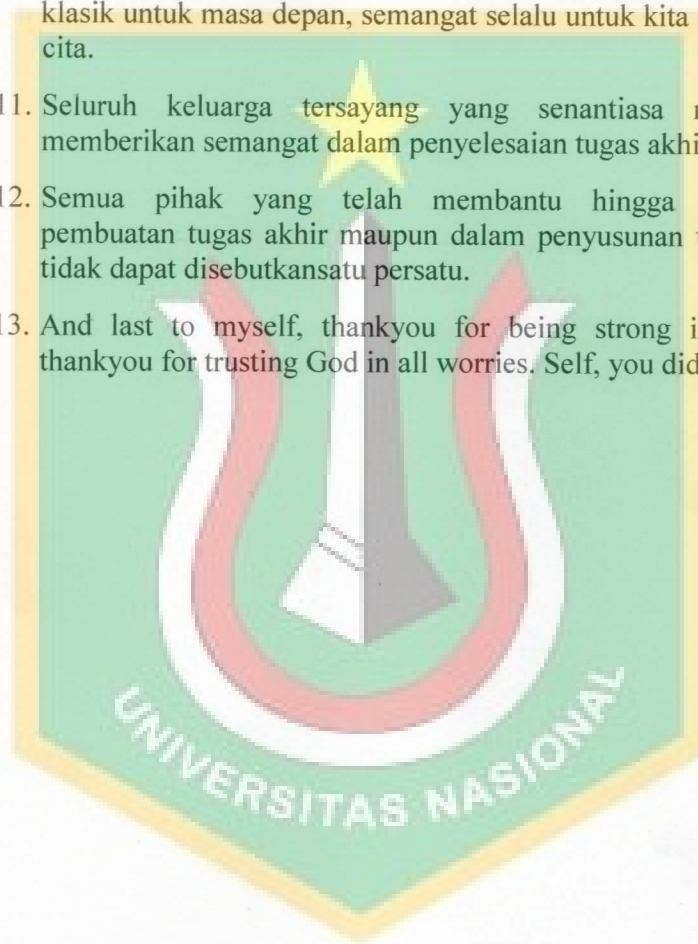 klasik untuk masa depan, semangat selalu untuk kita
cita.
11. Seluruh keluarga tersayang yang senantiasa
memberikan semangat dalam penyelesaian tugas
12. Semua pihak yang telah membantu hingga
pembuatan tugas akhir maupun dalam penyusunan
tidak dapat disebutkansatu persatu.
13. And last to myself, thankyou for being strong
thankyou for trusting God in all worries. Self, you did
UNIVERSITAS NASIONAL